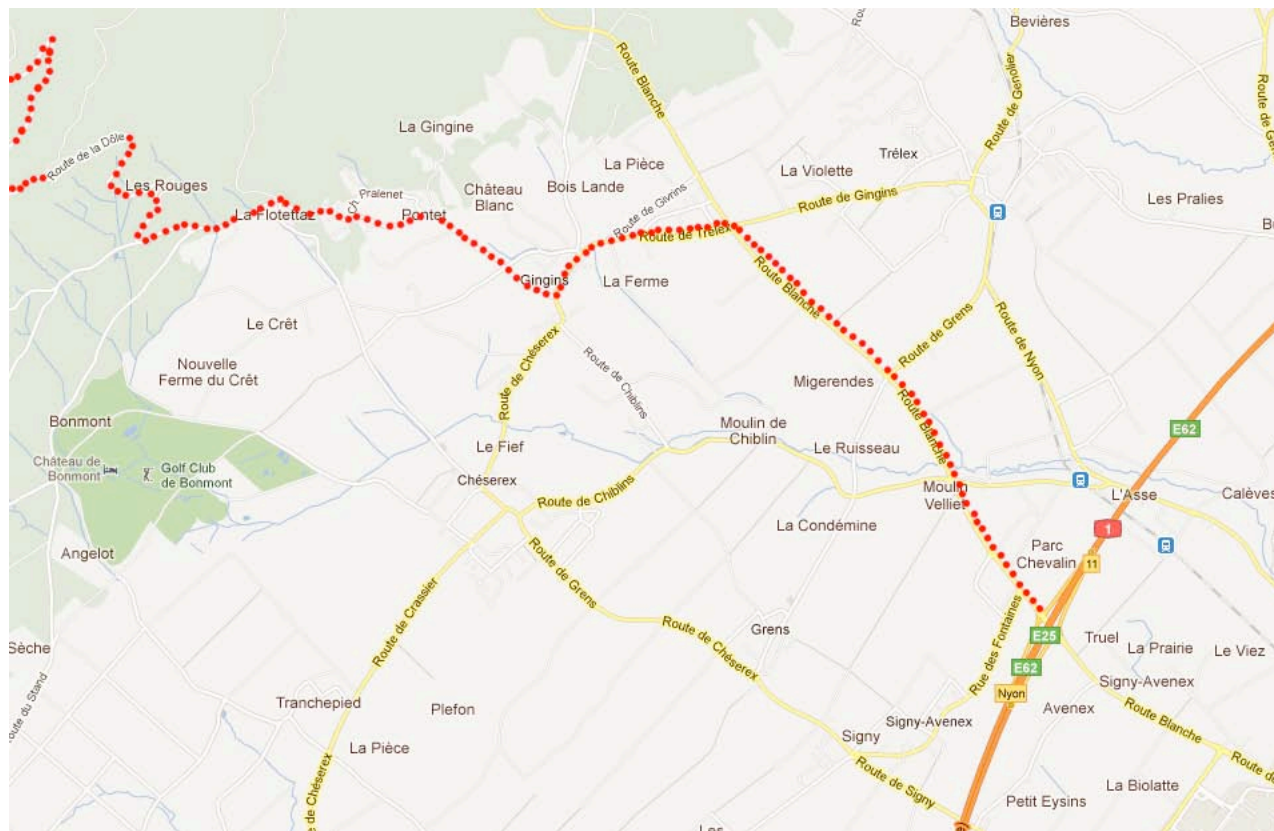 Bevières
Route Blanche
Route de Genolier
La Gingine
Route de la Dôle
Trélex
La Pièce
La Violette
Les Rouges
Ch. Pralenet
Château
Blanc
Bois Lande
Route de Gingins
Les Pralies
La Flotettaz
Pontet
Route de Givrins
Route de Trélex
Gingins
La Ferme
Route Blanche
Le Crêt
Route de Grens
Route de Nyon
Route de Chéserex
Route de Chiblins
Nouvelle
Ferme du Crêt
Migerendes
Bonmont
Moulin de
Chiblin
Route Blanche
E62
Le Fief
Le Ruisseau
Château de
Bonmont
Golf Club
de Bonmont
Chéserex
Moulin
Velliet
L'Asse
Calèves
Route de Chiblins
La Condémine
1
Angelot
Parc
Chevalin
11
Route de Grens
Route de Crassier
Rue des Fontaines
Sèche
Grens
Route de Chéserex
E25
Truel
La Prairie
Le Viez
E62
Route du Stand
Tranchepied
Plefon
Nyon
Signy-Avenex
Avenex
Signy-Avenex
Route Blanche
La Pièce
Signy
Route de Signy
La Biolatte
Petit Eysins
de Chéserex